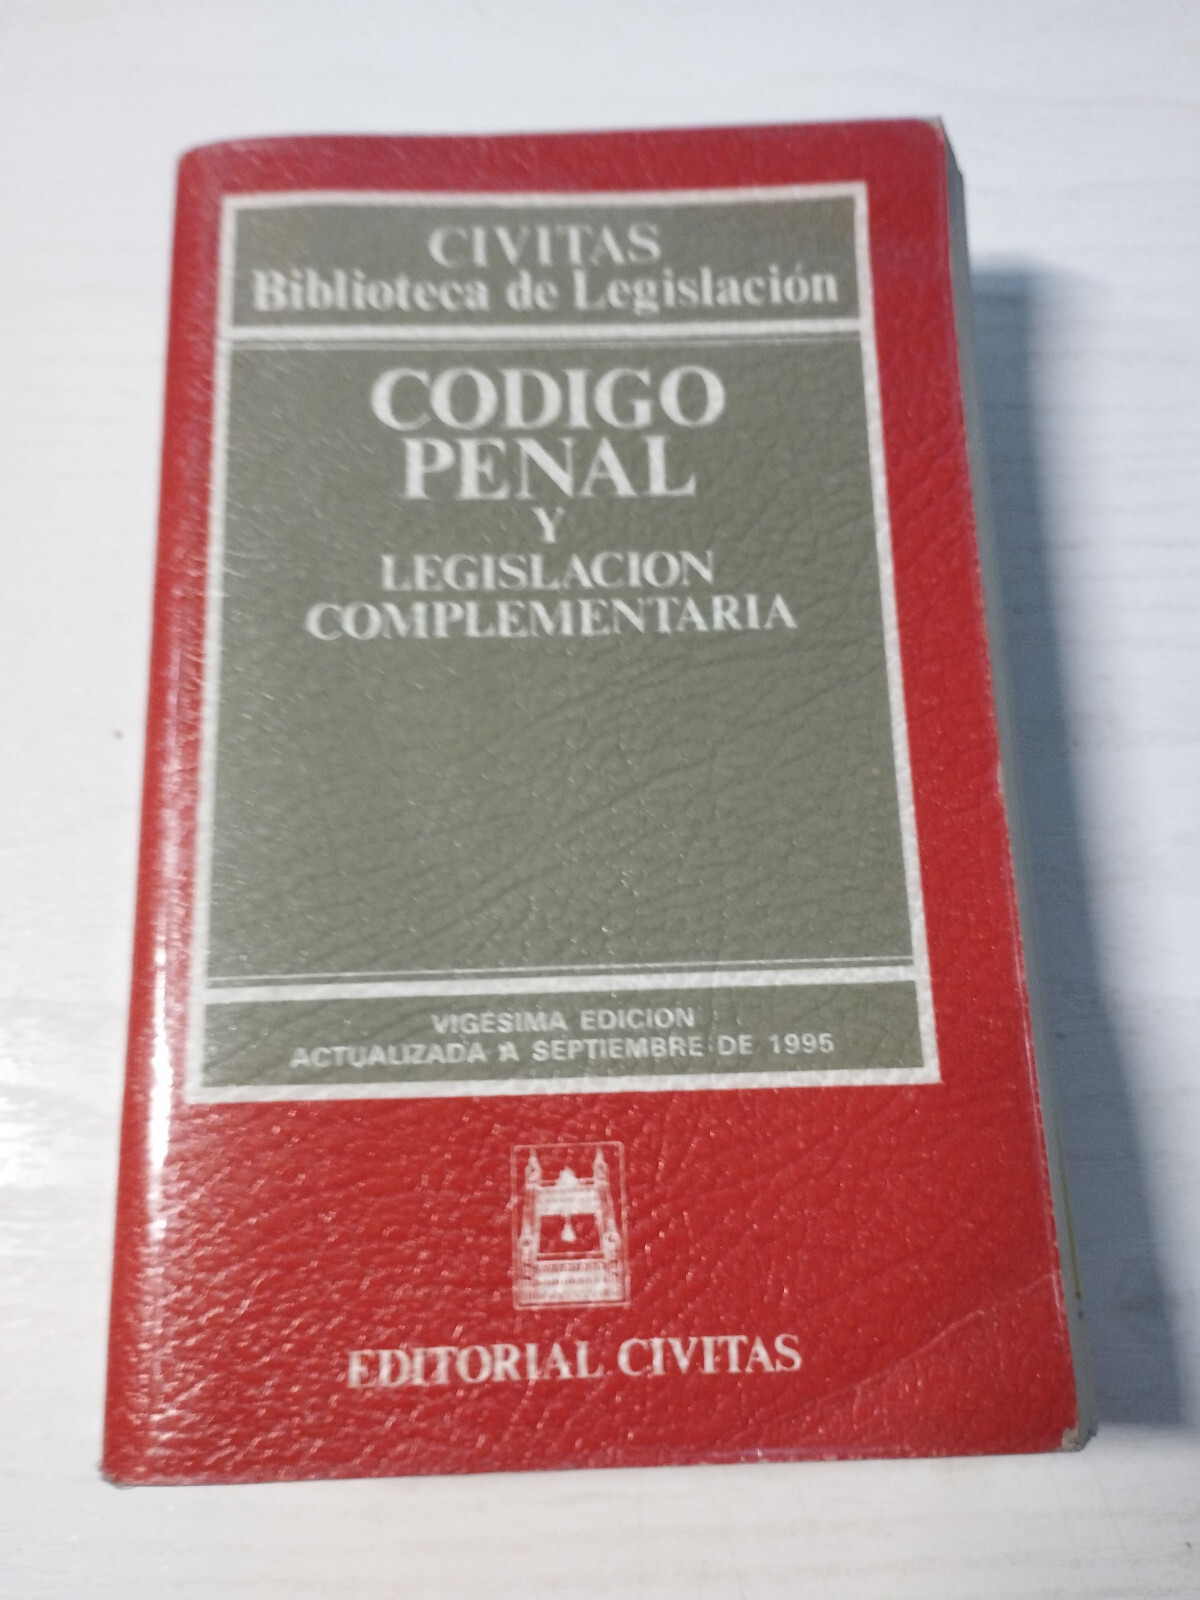 CIVITAS
Biblioteca de Legislación
CODIGO
PENAL
Y
LEGISLACION
COMPLEMENTARIA
VIGESIMA EDICION
ACTUALIZADA A SEPTIEMBRE DE 1995
EDITORIAL CIVITAS